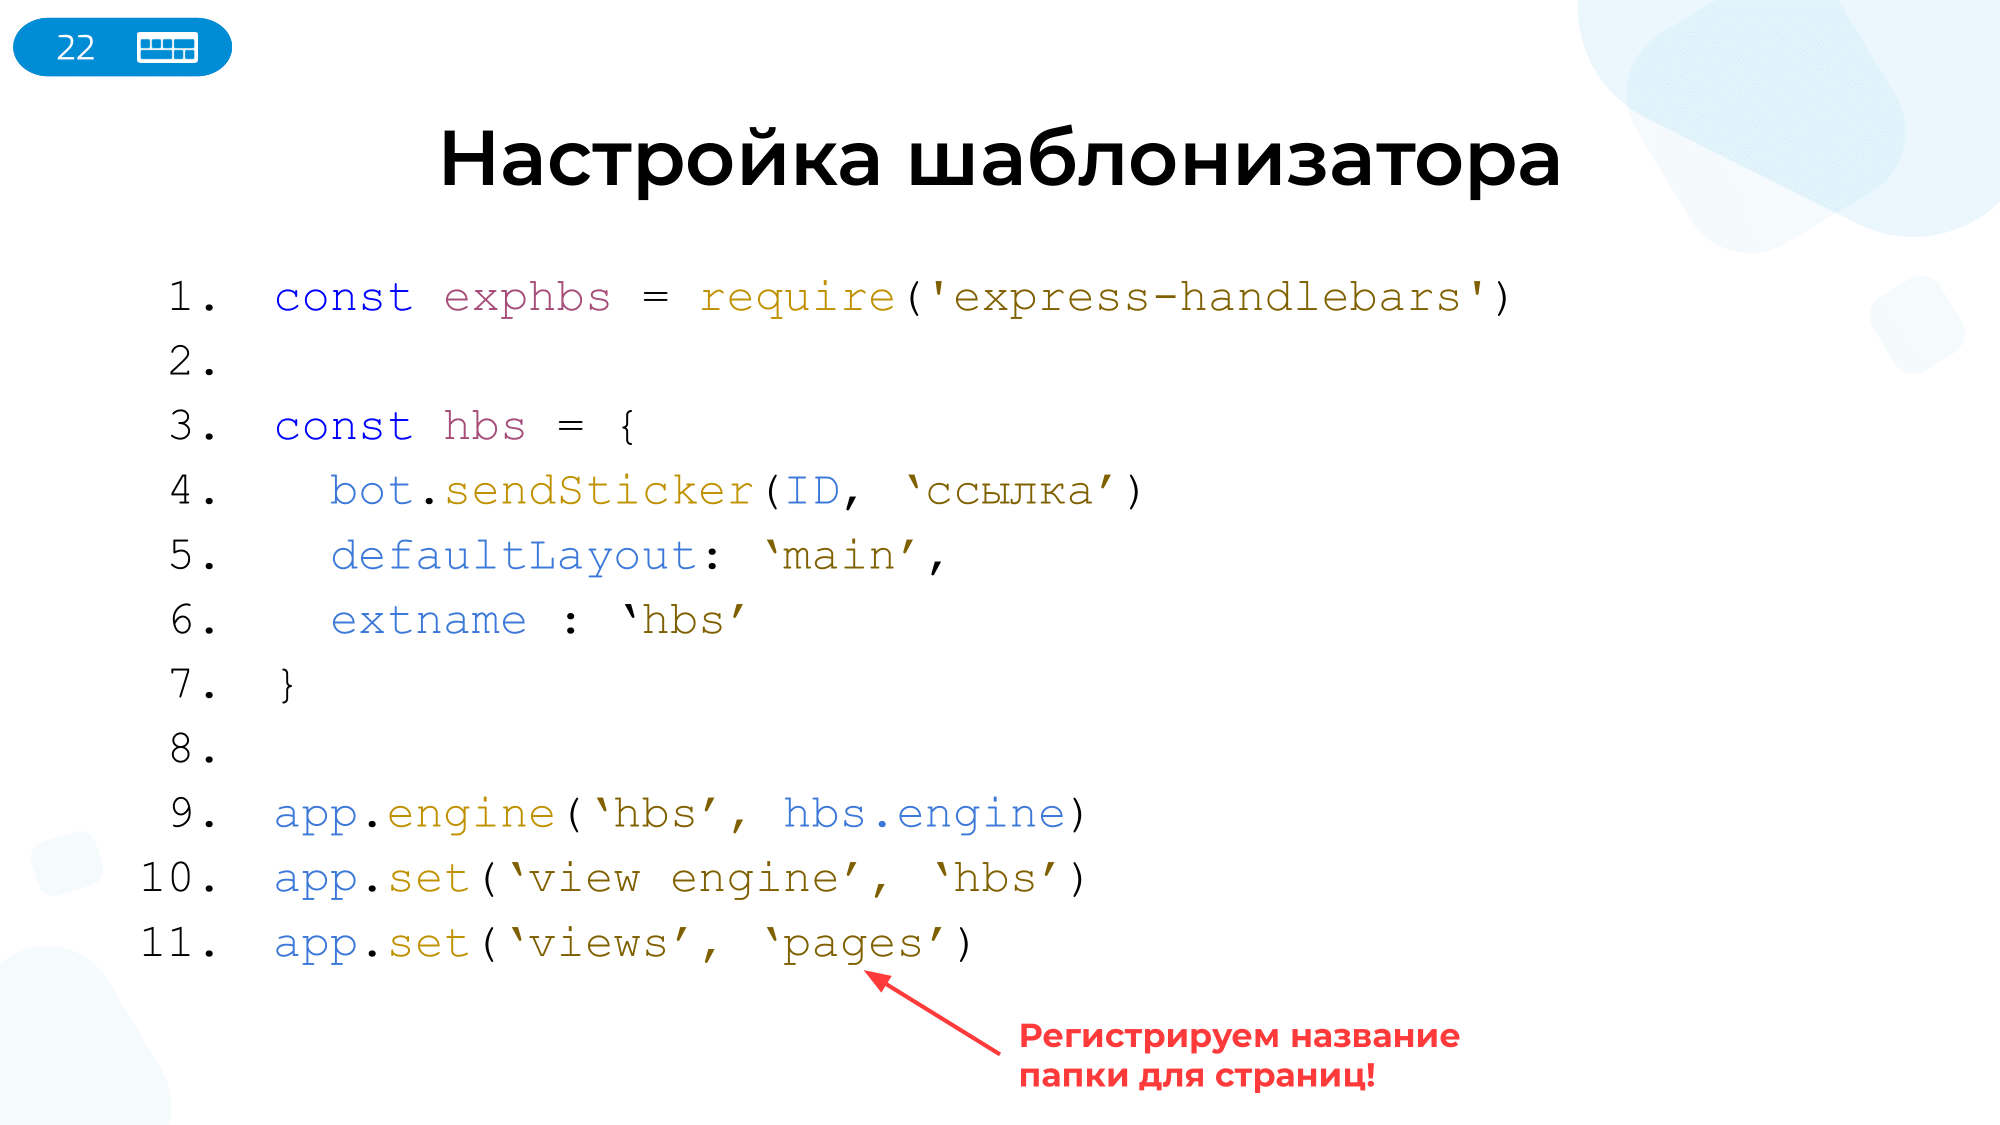 22
Настройка шаблонизатора
1. const exphbs = require('express-handlebars')
2.
3. const hbs = {
4. bot.sendSticker(ID, ‘ссылка’)
5. defaultLayout: ‘main’,
6. extname : ‘hbs’
7. }
8.
9. app.engine(‘hbs’, hbs.engine)
10. app.set(‘view engine’, ‘hbs’)
11. app.set(‘views’, ‘pages’)
Регистрируем название
папки для страниц!